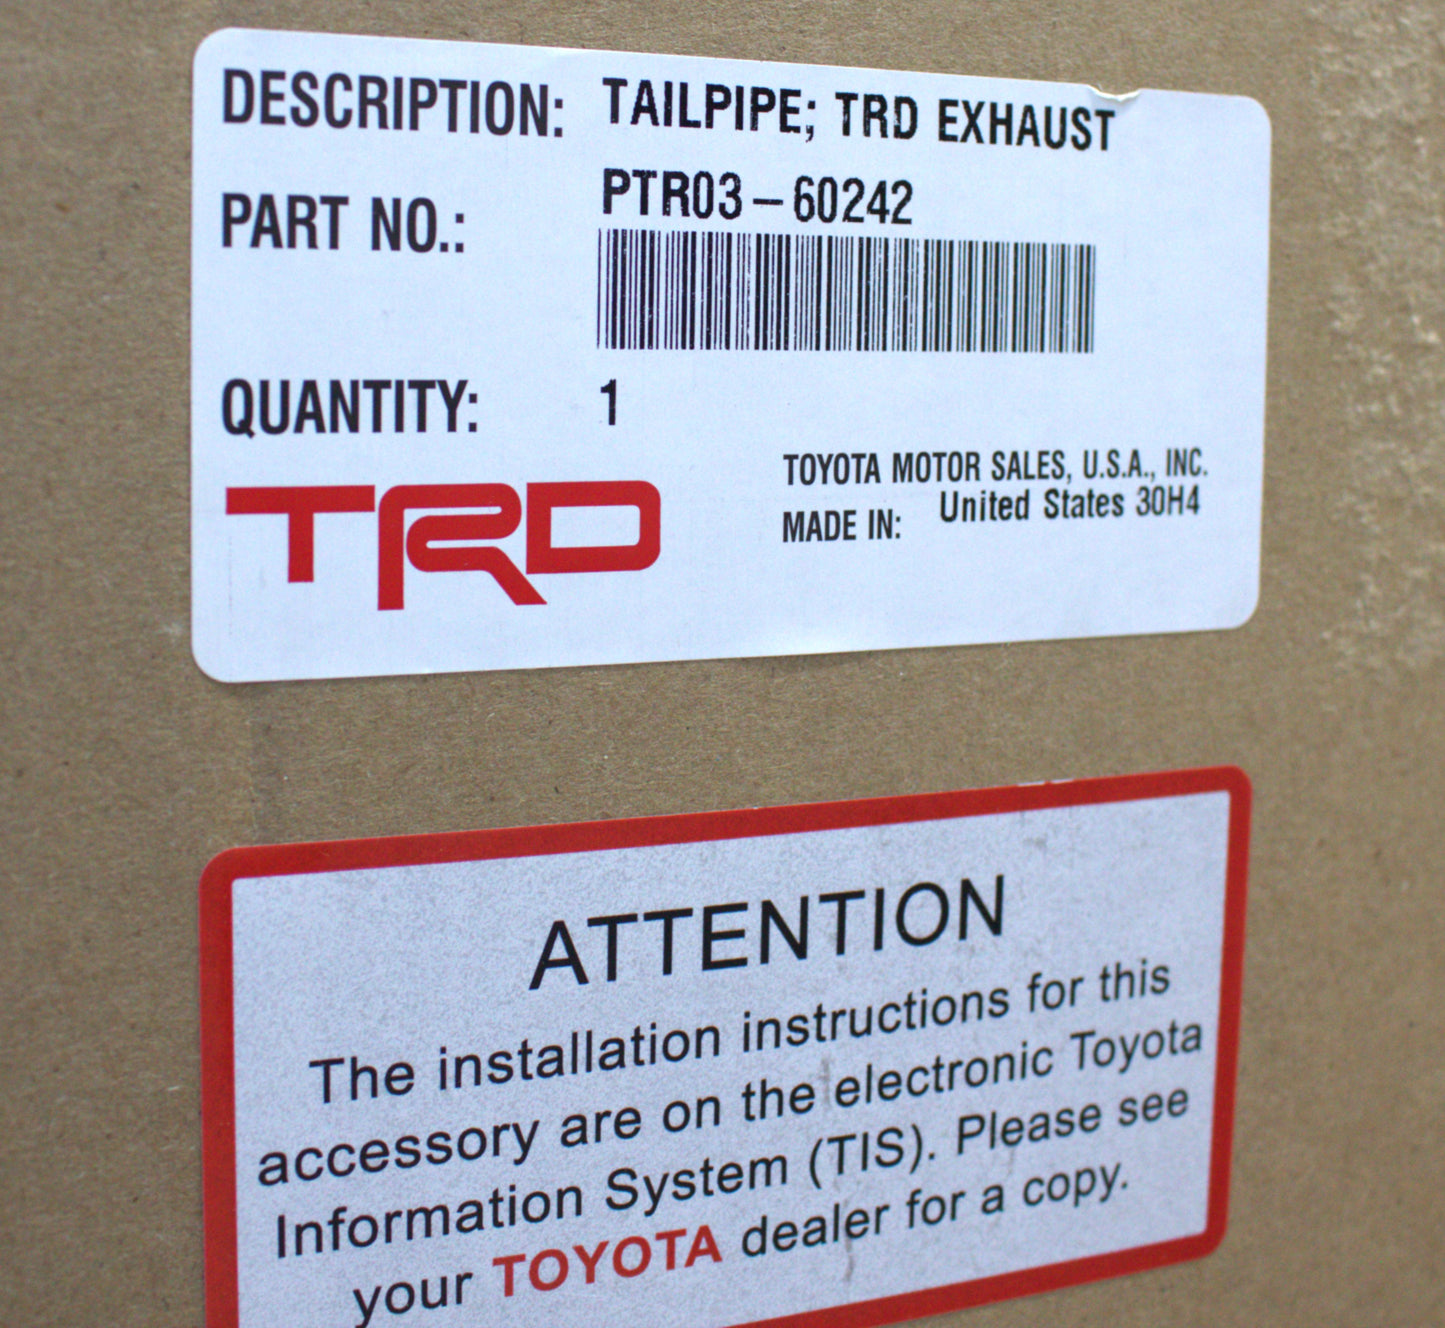 DESCRIPTION: TAILPIPE; TRD EXHAUST
PART NO.: PTR03-60242
QUANTITY: 1
TRD
TOYOTA MOTOR SALES, U.S.A., INC.
MADE IN: United States 30H4
ATTENTION
The installation instructions for this
accessory are on the electronic Toyota
Information System (TIS). Please see
your TOYOTA dealer for a copy.